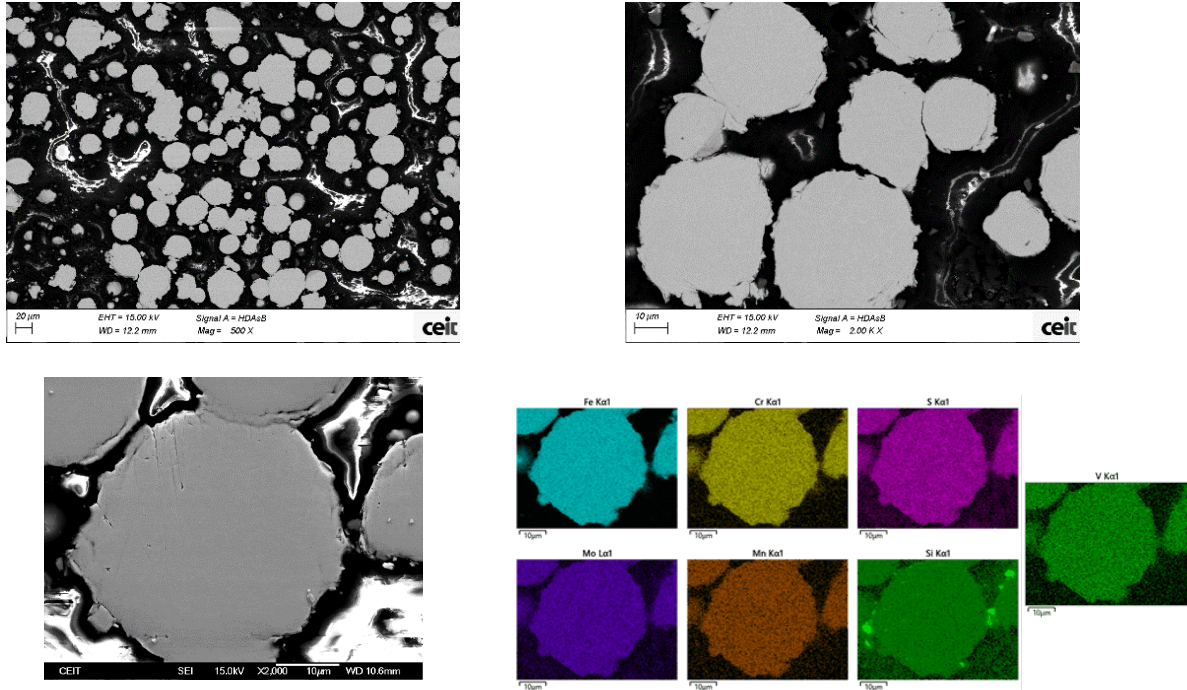 20 µm EHT = 15.00 kV Signal A = HDAsB
WD = 12.2 mm Mag = 500 X ceit
10 µm EHT = 15.00 kV Signal A = HDAsB
WD = 12.2 mm Mag = 2.00 K X ceit
CEIT SEI 15.0kV X2,000 10µm WD 10.6mm
Fe Kα1 Cr Kα1 S Kα1
10µm 10µm 10µm
V Kα1
10µm
Mo Lα1 Mn Kα1 Si Kα1
10µm 10µm 10µm